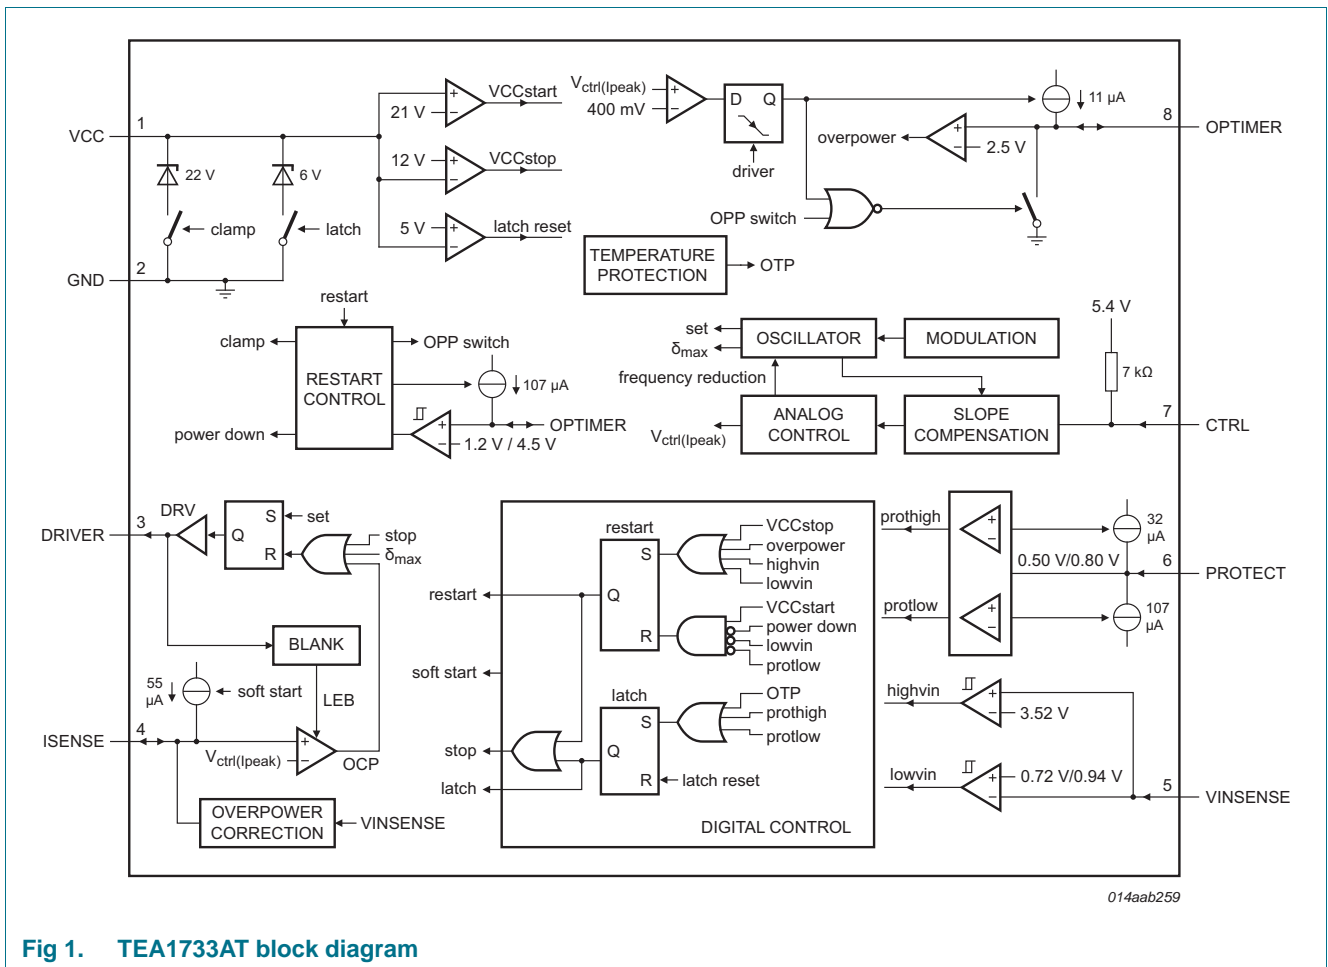 VCC
1
22 V
clamp
6 V
latch
GND
2
21 V
VCCstart
12 V
VCCstop
5 V
latch reset
Vctrl(Ipeak)
400 mV
D
Q
driver
11 µA
overpower
2.5 V
8
OPTIMER
OPP switch
TEMPERATURE
PROTECTION
OTP
restart
clamp
RESTART
CONTROL
power down
OPP switch
107 µA
OPTIMER
1.2 V / 4.5 V
set
δmax
OSCILLATOR
MODULATION
frequency reduction
Vctrl(Ipeak)
ANALOG
CONTROL
SLOPE
COMPENSATION
5.4 V
7 kΩ
7
CTRL
DRIVER
3
DRV
Q
S
R
set
stop
δmax
BLANK
LEB
55
µA
soft start
ISENSE
4
Vctrl(Ipeak)
OCP
OVERPOWER
CORRECTION
VINSENSE
restart
S
Q
R
VCCstop
overpower
highvin
lowvin
VCCstart
power down
lowvin
protlow
restart
soft start
latch
S
Q
R
OTP
prothigh
protlow
latch reset
stop
latch
DIGITAL CONTROL
prothigh
protlow
0.50 V/0.80 V
32
µA
6
PROTECT
107
µA
highvin
3.52 V
lowvin
0.72 V/0.94 V
5
VINSENSE
014aab259
Fig 1. TEA1733AT block diagram